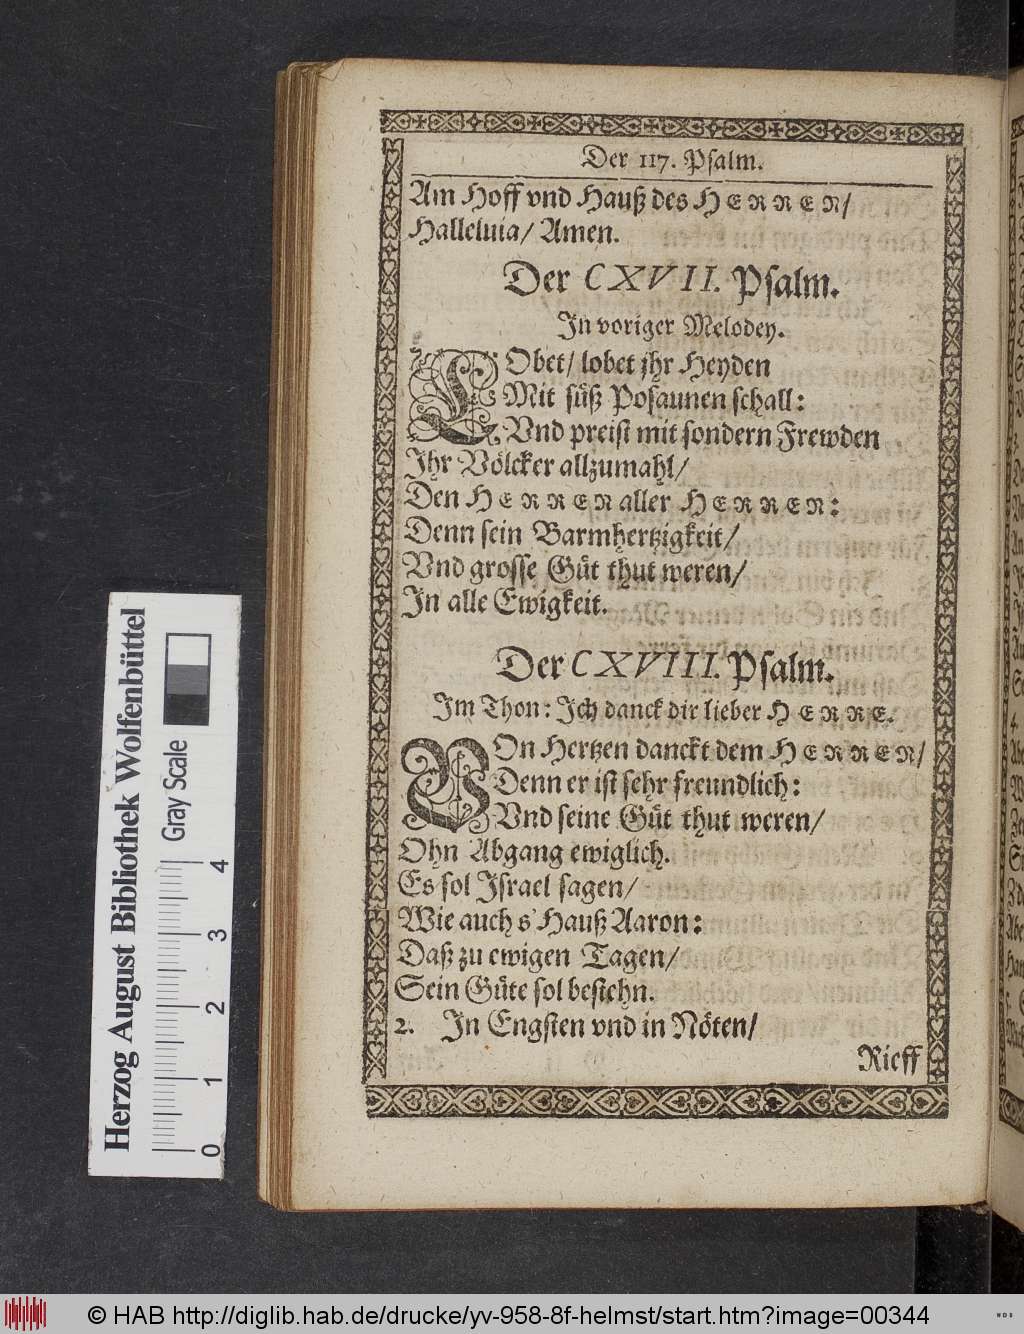 Der 117. Psalm.
Am Hoff vnd Hauß des HERREN/
Halleluia/ Amen.
Der CXVII. Psalm.
In voriger Melodey.
LObet/ lobet jhr Heyden
Mit süß Posaunen schall:
Vnd preist mit sondern Frewden
Ihr Völcker allzumahl/
Den HERREN aller HERREN:
Denn sein Barmhertzigkeit/
Vnd grosse Güt thut weren/
In alle Ewigkeit.
Der CXVIII. Psalm.
Im Thon: Ich danck dir lieber HERRE.
VOn Hertzen danckt dem HERREN/
Denn er ist sehr freundlich:
Vnd seine Güt thut weren/
Ohn Abgang ewiglich.
Es sol Israel sagen/
Wie auch s' Hauß Aaron:
Daß zu ewigen Tagen/
Sein Güte sol bestehn.
2. In Engsten vnd in Nöten/
Rieff
Herzog August Bibliothek Wolfenbüttel
Gray Scale
0 1 2 3 4
© HAB http://diglib.hab.de/drucke/yv-958-8f-helmst/start.htm?image=00344